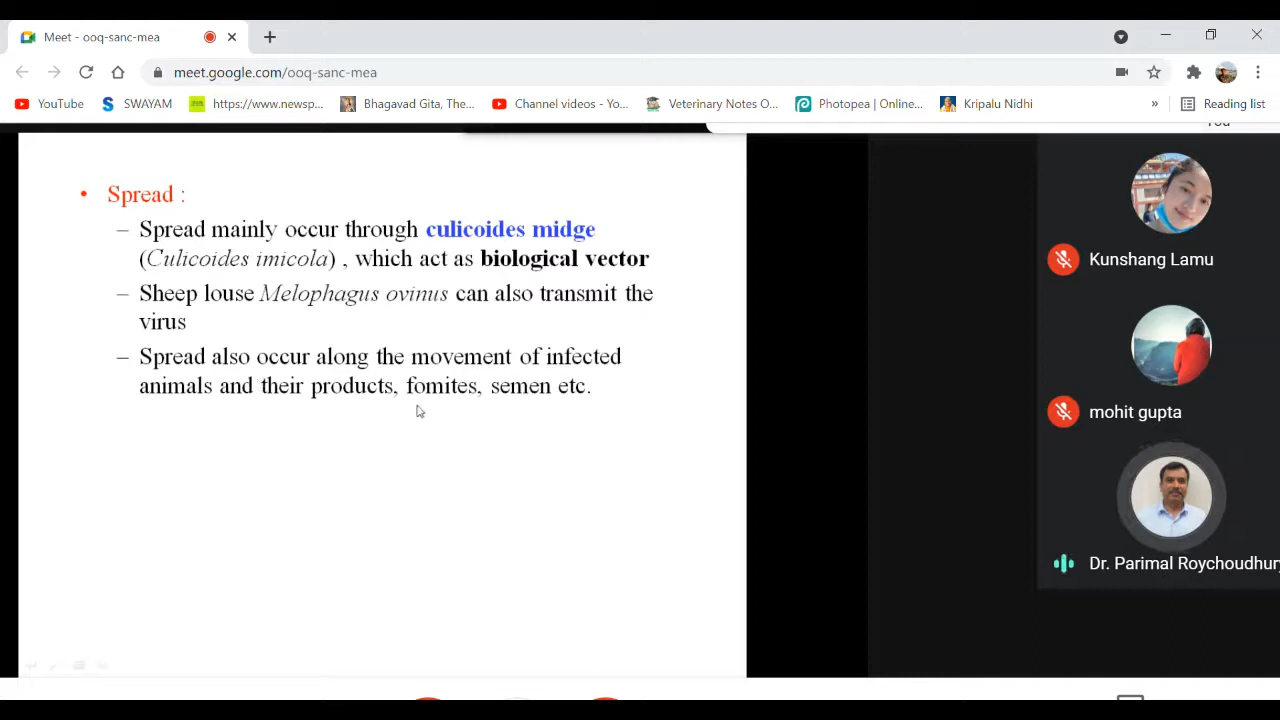 Meet - ooq-sanc-mea
meet.google.com/ooq-sanc-mea
YouTube
SWAYAM
https://www.newsp...
Bhagavad Gita, The...
Channel videos - Yo...
Veterinary Notes O...
Photopea | Online...
Kripalu Nidhi
»
Reading list
You
• Spread :
– Spread mainly occur through culicoides midge
(Culicoides imicola) , which act as biological vector
– Sheep louse Melophagus ovinus can also transmit the
virus
– Spread also occur along the movement of infected
animals and their products, fomites, semen etc.
Kunshang Lamu
mohit gupta
Dr. Parimal Roychoudhury